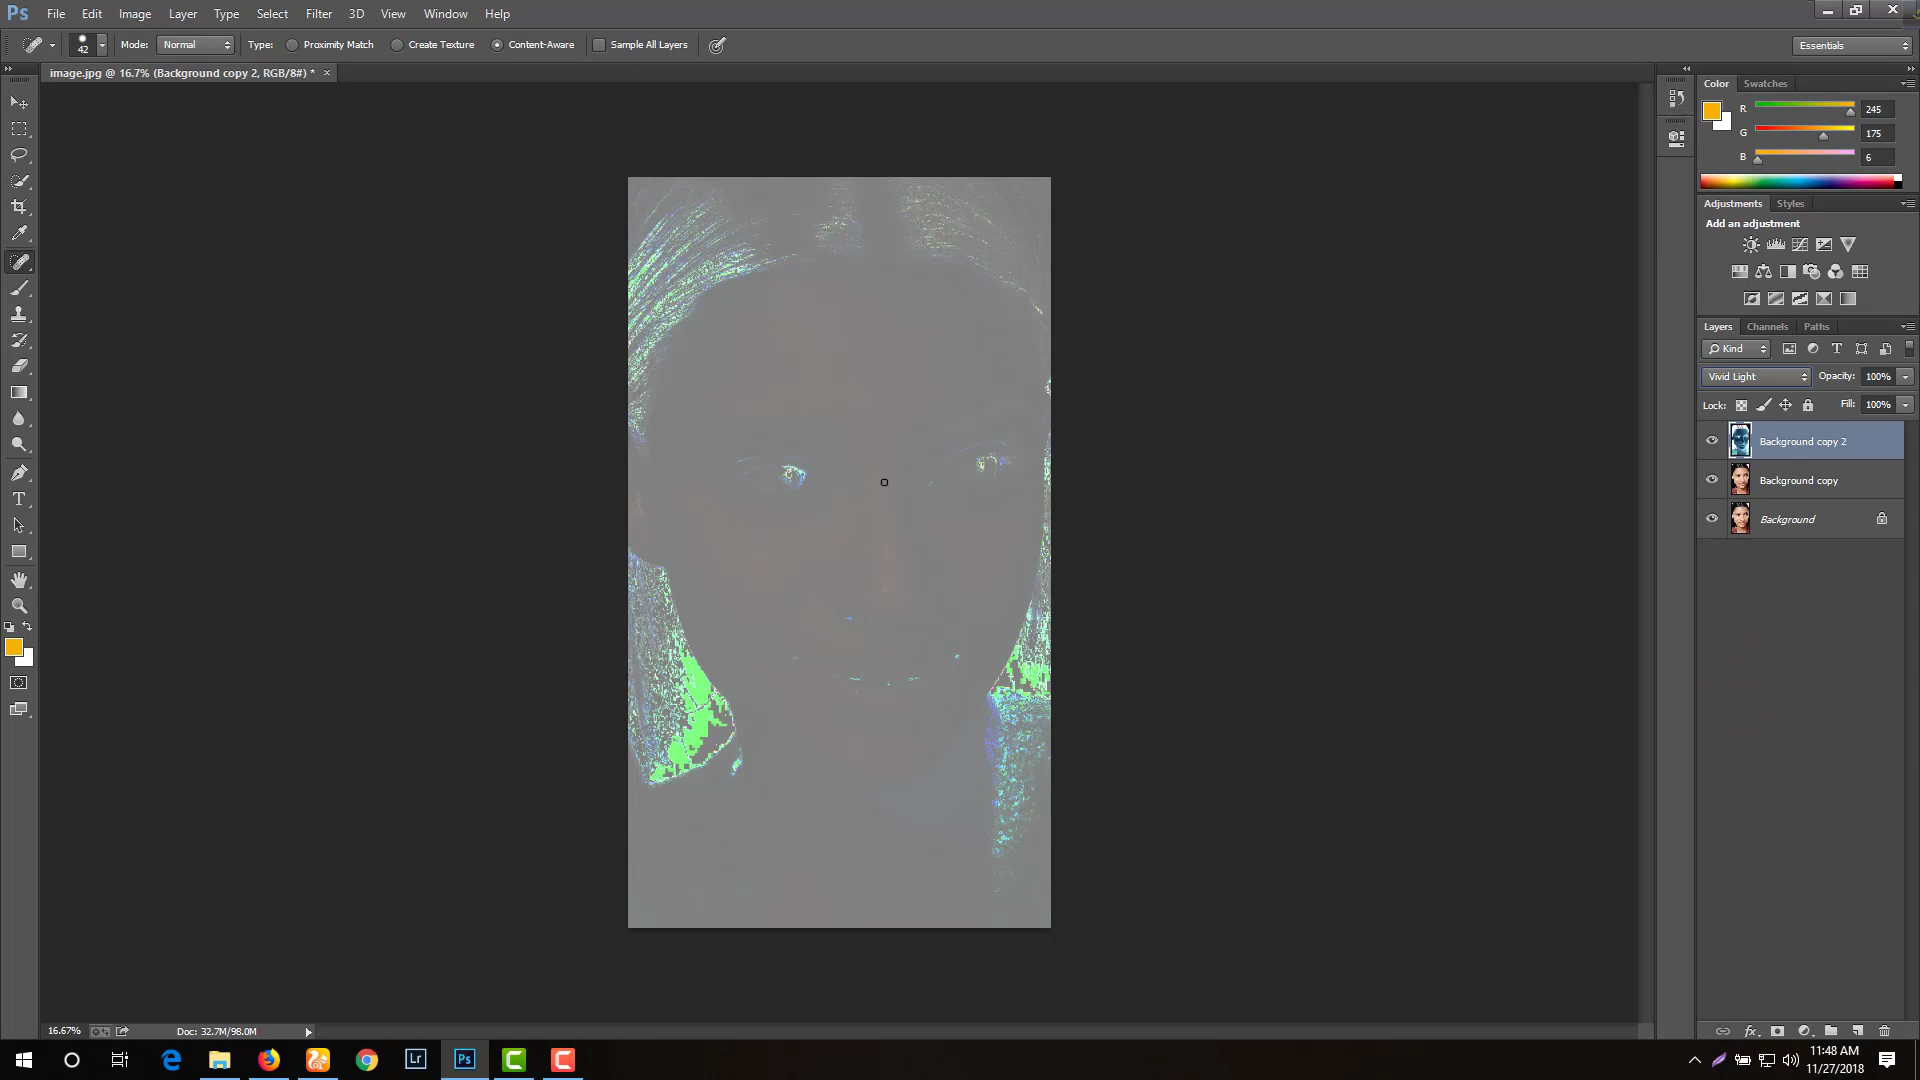 Ps File Edit Image Layer Type Select Filter 3D View Window Help
42 Mode: Normal Type: Proximity Match Create Texture Content-Aware Sample All Layers Essentials
image.jpg @ 16.7% (Background copy 2, RGB/8#) * ×
Color Swatches
R 245
G 175
B 6
Adjustments Styles
Add an adjustment
Layers Channels Paths
Kind
Vivid Light Opacity: 100%
Lock: Fill: 100%
Background copy 2
Background copy
Background
16.67% Doc: 32.7M/98.0M
fx
Lr Ps
11:48 AM
11/27/2018